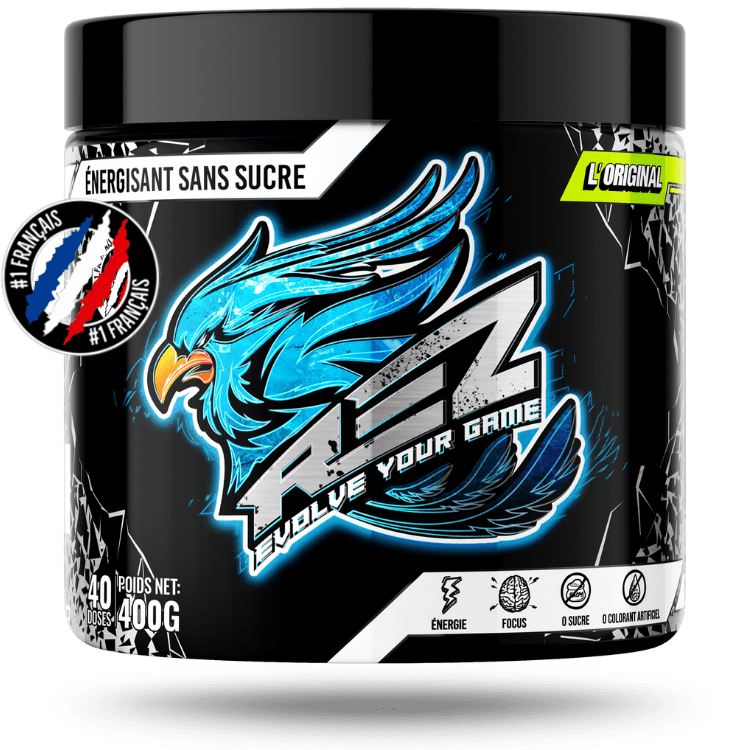 ÉNERGISANT SANS SUCRE
L'ORIGINAL
#1 FRANÇAIS
#1 FRANÇAIS
REZ
EVOLVE YOUR GAME
40 DOSES
POIDS NET:
400G
ÉNERGIE
FOCUS
0 SUCRE
0 COLORANT ARTIFICIEL